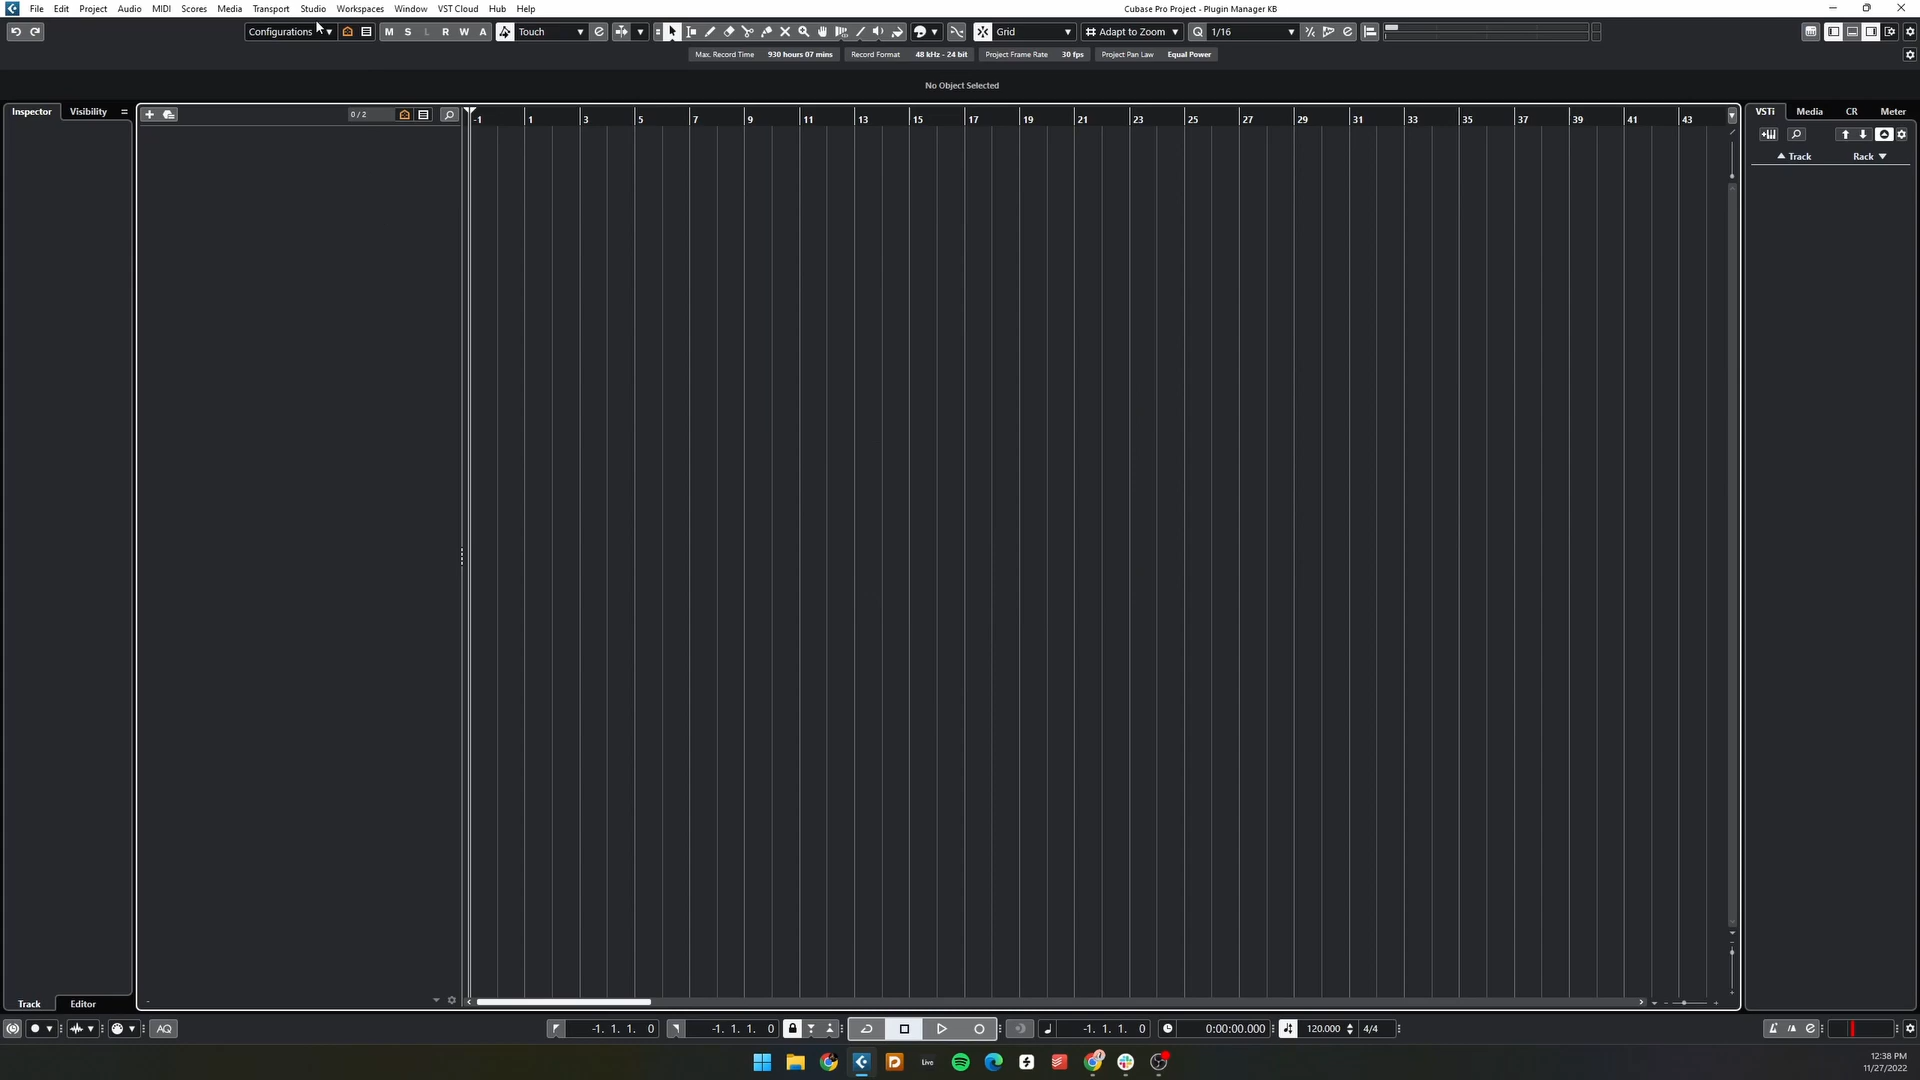 File Edit Project Audio MIDI Scores Media Transport Studio Workspaces Window VST Cloud Hub Help
Cubase Pro Project - Plugin Manager KB
Configurations M S L R W A Touch Grid Adapt to Zoom Q 1/16
Max. Record Time 930 hours 07 mins Record Format 48 kHz - 24 bit Project Frame Rate 30 fps Project Pan Law Equal Power
No Object Selected
Inspector Visibility
0 / 2
-1 1 3 5 7 9 11 13 15 17 19 21 23 25 27 29 31 33 35 37 39 41 43
VSTi Media CR Meter
Track Rack
Track Editor
AQ
-1. 1. 1. 0 -1. 1. 1. 0 -1. 1. 1. 0 0:00:00.000 120.000 4/4
Live
12:38 PM
11/27/2022